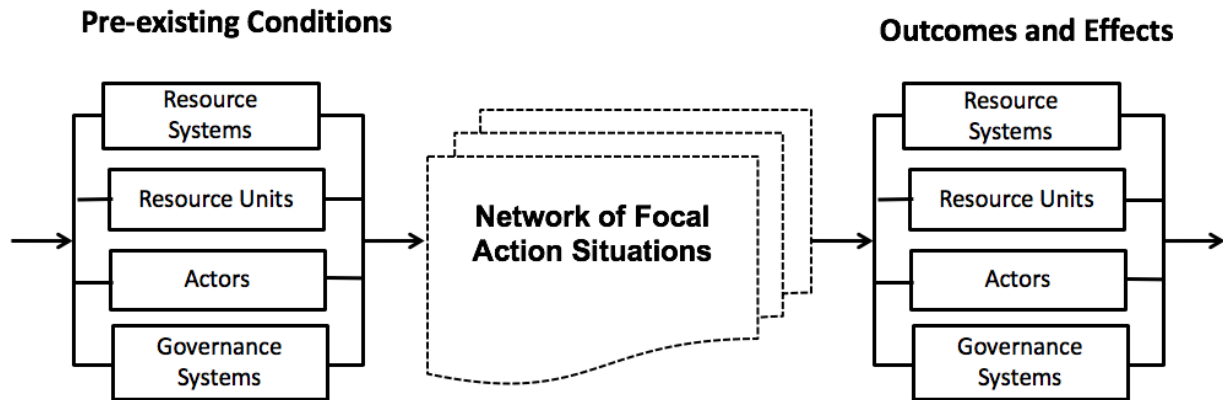 Pre-existing Conditions
Outcomes and Effects
Resource
Systems
Resource Units
Actors
Governance
Systems
Network of Focal
Action Situations
Resource
Systems
Resource Units
Actors
Governance
Systems